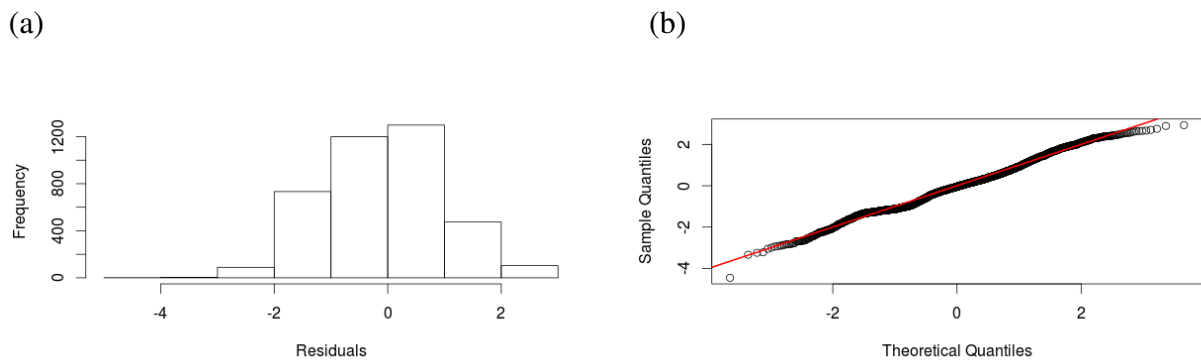 (a)
(b)
Frequency
0
400
800
1200
-4
-2
0
2
Residuals
Sample Quantiles
-4
-2
0
2
-2
0
2
Theoretical Quantiles